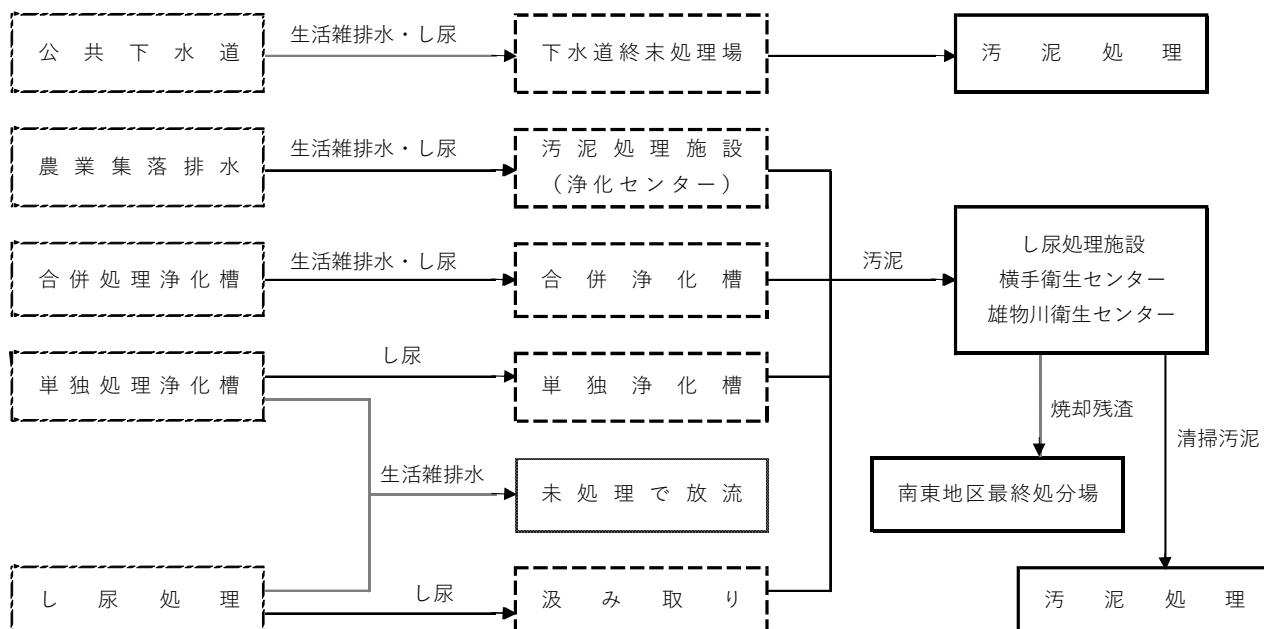 公共下水道
生活雑排水・し尿
下水道終末処理場
汚泥処理
農業集落排水
生活雑排水・し尿
汚泥処理施設
（浄化センター）
合併処理浄化槽
生活雑排水・し尿
合併浄化槽
汚泥
し尿処理施設
横手衛生センター
雄物川衛生センター
単独処理浄化槽
し尿
単独浄化槽
焼却残渣
清掃汚泥
生活雑排水
未処理で放流
南東地区最終処分場
し尿処理
し尿
汲み取り
汚泥処理